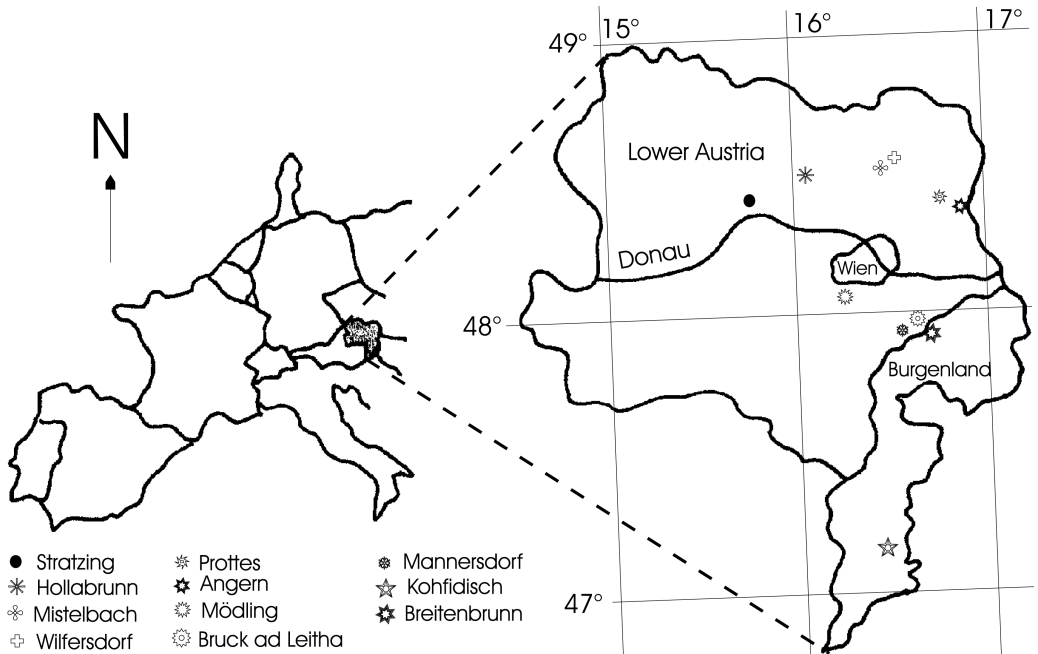 15°
16°
17°
49°
N
Lower Austria
Donau
Wien
48°
Burgenland
47°
Stratzing
Hollabrunn
Mistelbach
Wilfersdorf
Prottes
Angern
Mödling
Bruck ad Leitha
Mannersdorf
Kohfidisch
Breitenbrunn